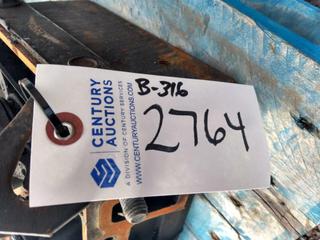 CENTURY
AUCTIONS
A DIVISION OF CENTURY SERVICES
WWW.CENTURYAUCTIONS.COM
B-316
2764